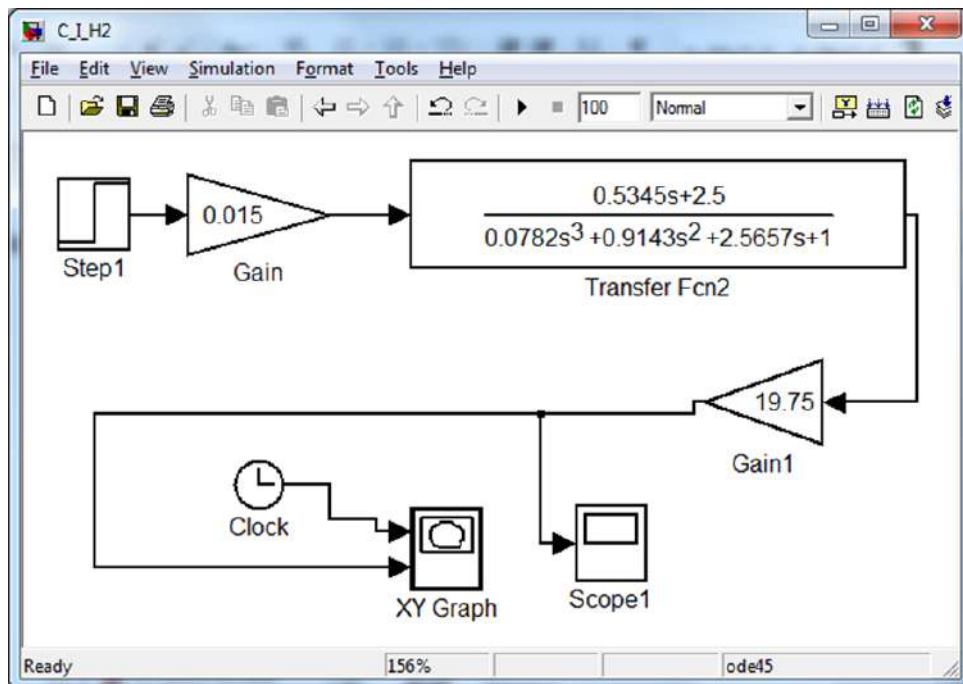 C_I_H2
File Edit View Simulation Format Tools Help
100 Normal
0.5345s+2.5
0.015
0.0782s³+0.9143s²+2.5657s+1
Step1
Gain
Transfer Fcn2
19.75
Gain1
Clock
XY Graph
Scope1
Ready 156% ode45